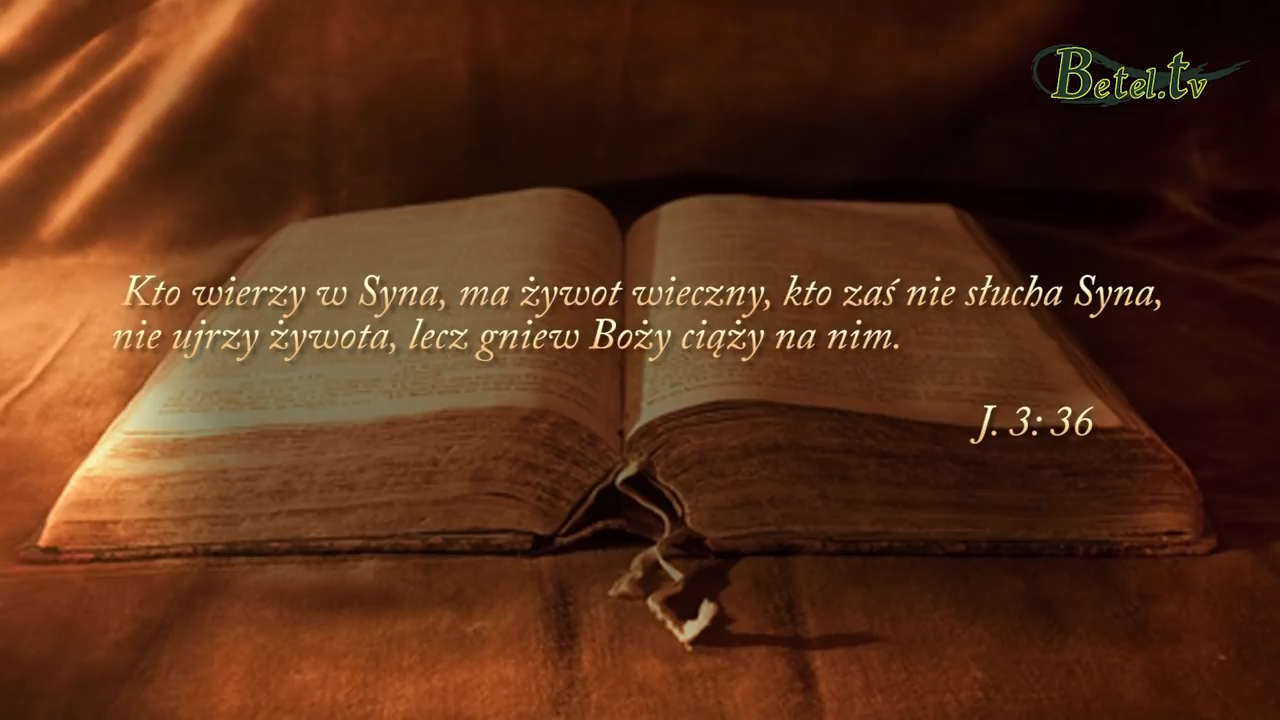 Betel.tv
Kto wierzy w Syna, ma żywot wieczny, kto zaś nie słucha Syna,
nie ujrzy żywota, lecz gniew Boży ciąży na nim.
J. 3: 36